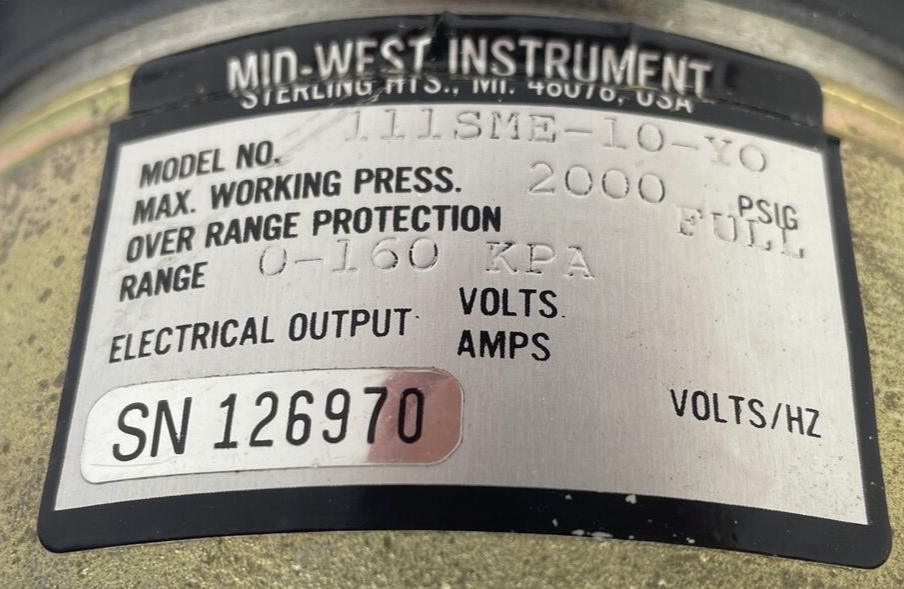 MID-WEST INSTRUMENT
STERLING HTS., MI. 48078, USA
MODEL NO. 111SME-10-YO
MAX. WORKING PRESS. 2000 PSIG
OVER RANGE PROTECTION FULL
RANGE 0-160 KPA
ELECTRICAL OUTPUT VOLTS
AMPS
VOLTS/HZ
SN 126970